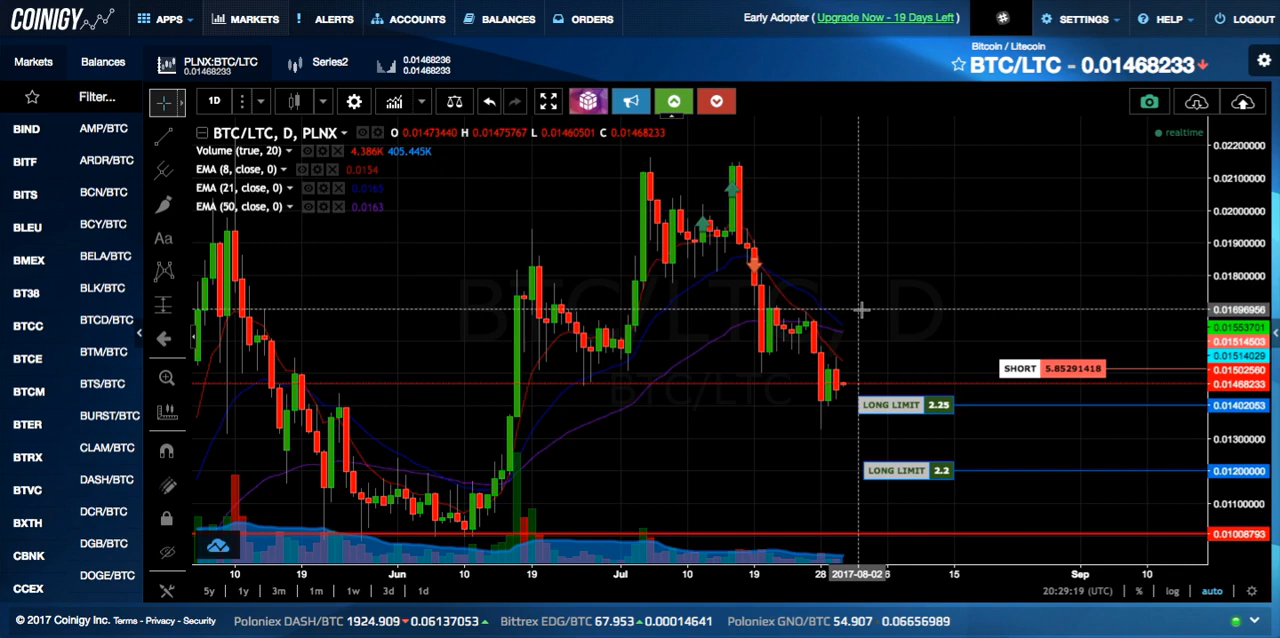 COINIGY APPS MARKETS ! ALERTS ACCOUNTS BALANCES ORDERS Early Adopter ( Upgrade Now - 19 Days Left ) SETTINGS ? HELP LOGOUT
Bitcoin / Litecoin
BTC/LTC - 0.01468233
Markets Balances
PLNX:BTC/LTC
0.01468233
Series2
0.01468236
0.01468233
Filter...
1D
BIND
BITF
BITS
BLEU
BMEX
BT38
BTCC
BTCE
BTCM
BTER
BTRX
BTVC
BXTH
CBNK
CCEX
AMP/BTC
ARDR/BTC
BCN/BTC
BCY/BTC
BELA/BTC
BLK/BTC
BTCD/BTC
BTM/BTC
BTS/BTC
BURST/BTC
CLAM/BTC
DASH/BTC
DCR/BTC
DGB/BTC
DOGE/BTC
Aa
BTC/LTC, D, PLNX O 0.01473440 H 0.01475767 L 0.01460501 C 0.01468233
realtime
Volume (true, 20) 4.386K 405.445K
EMA (8, close, 0) 0.0154
EMA (21, close, 0) 0.0165
EMA (50, close, 0) 0.0163
BTC/LTC, D
BTC/LTC
SHORT 5.85291418
LONG LIMIT 2.25
LONG LIMIT 2.2
0.02200000
0.02100000
0.02000000
0.01900000
0.01800000
0.01696956
0.01553701
0.01514503
0.01514029
0.01502560
0.01468233
0.01402053
0.01300000
0.01200000
0.01100000
0.01008793
10 19 Jun 10 19 Jul 10 19 28 2017-08-02 6 15 Sep 10
5y 1y 3m 1m 1w 3d 1d 20:29:19 (UTC) % log auto
© 2017 Coinigy Inc. Terms - Privacy - Security Poloniex DASH/BTC 1924.909 0.06137053 Bittrex EDG/BTC 67.953 0.00014641 Poloniex GNO/BTC 54.907 0.06656989